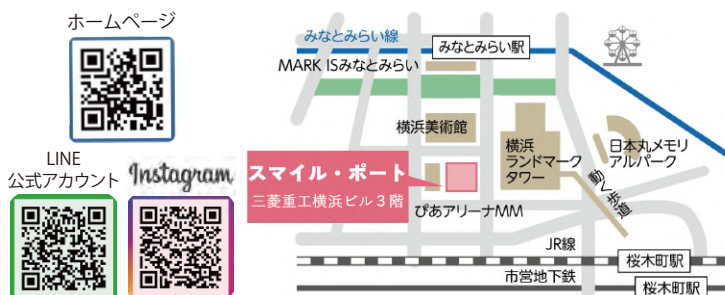 ホームページ
LINE
公式アカウント
Instagram
みなとみらい線
みなとみらい駅
MARK ISみなとみらい
横浜美術館
横浜
ランドマーク
タワー
日本丸メモリ
アルパーク
スマイル・ポート
三菱重工横浜ビル3階
ぴあアリーナMM
動く歩道
JR線
桜木町駅
市営地下鉄
桜木町駅